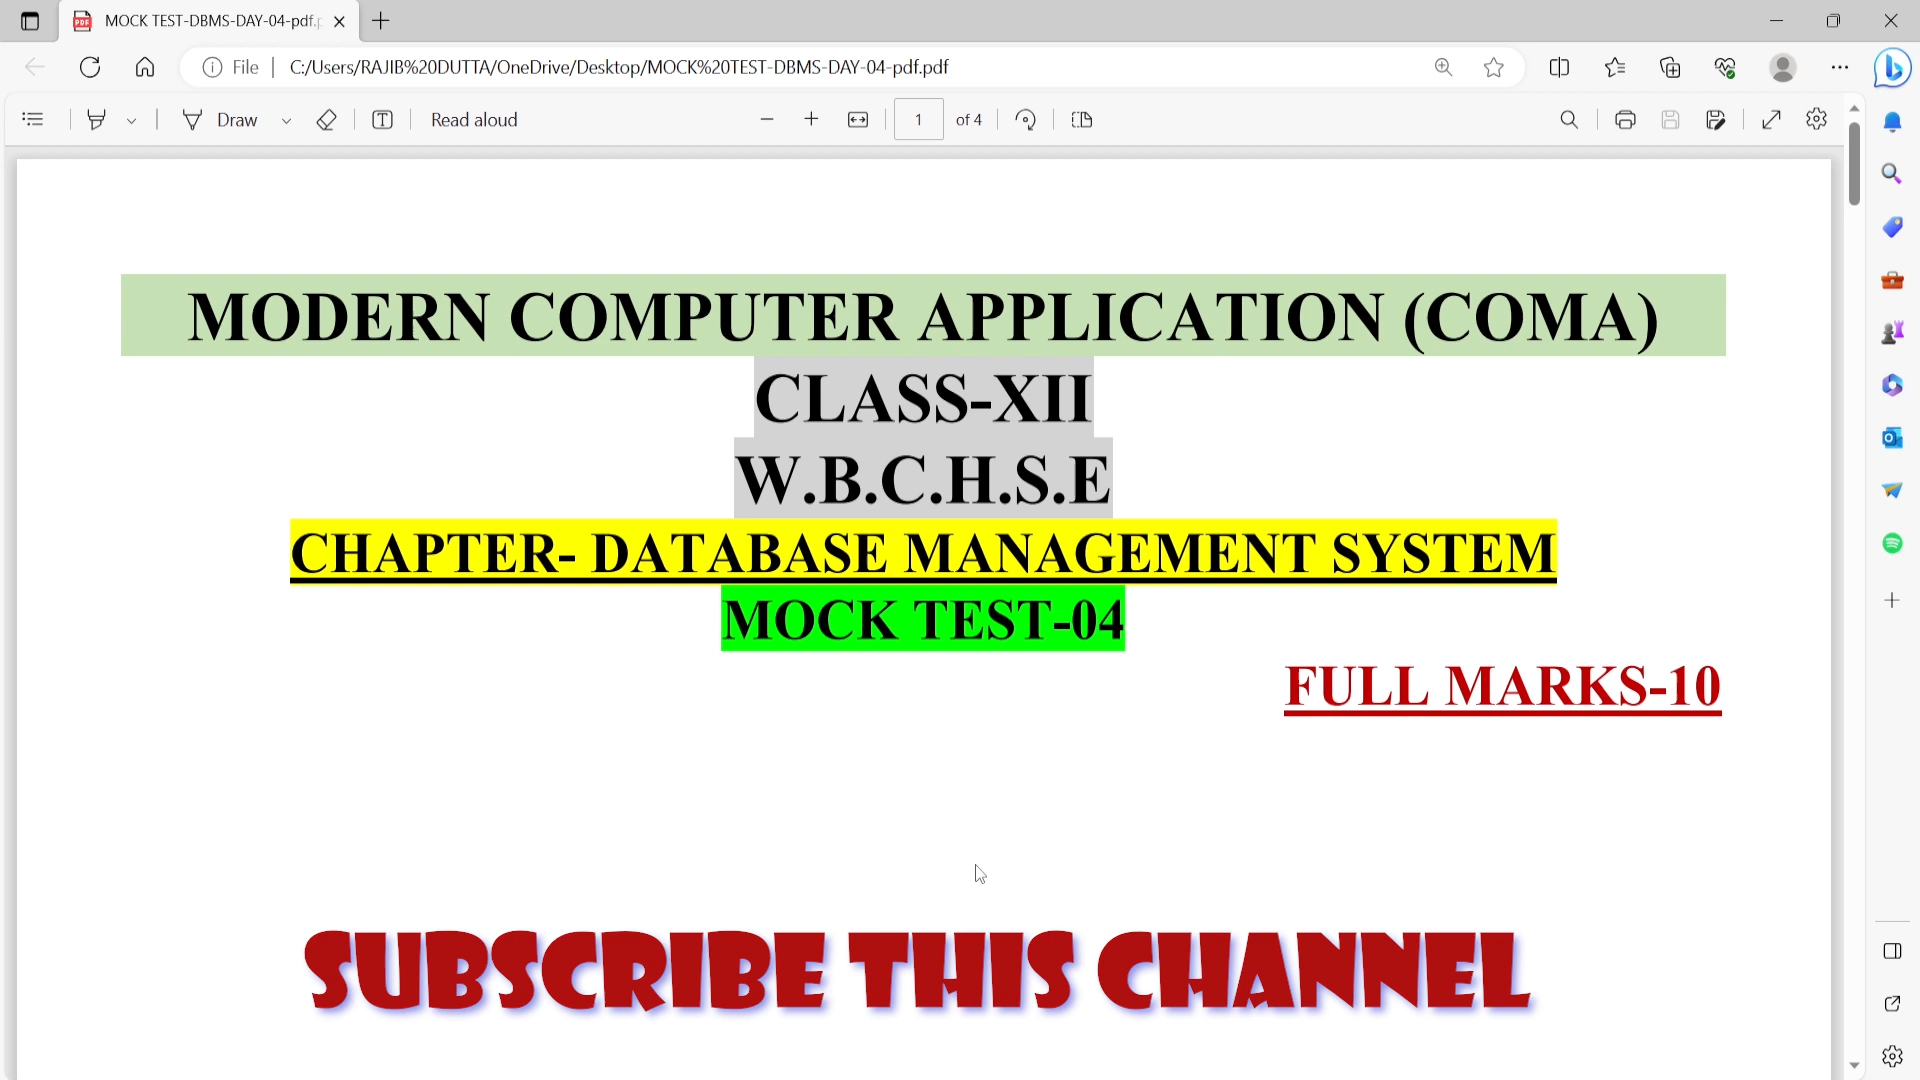 MOCK TEST-DBMS-DAY-04-pdf.
File
C:/Users/RAJIB%20DUTTA/OneDrive/Desktop/MOCK%20TEST-DBMS-DAY-04-pdf.pdf
Draw
Read aloud
1 of 4
MODERN COMPUTER APPLICATION (COMA)
CLASS-XII
W.B.C.H.S.E
CHAPTER- DATABASE MANAGEMENT SYSTEM
MOCK TEST-04
FULL MARKS-10
SUBSCRIBE THIS CHANNEL